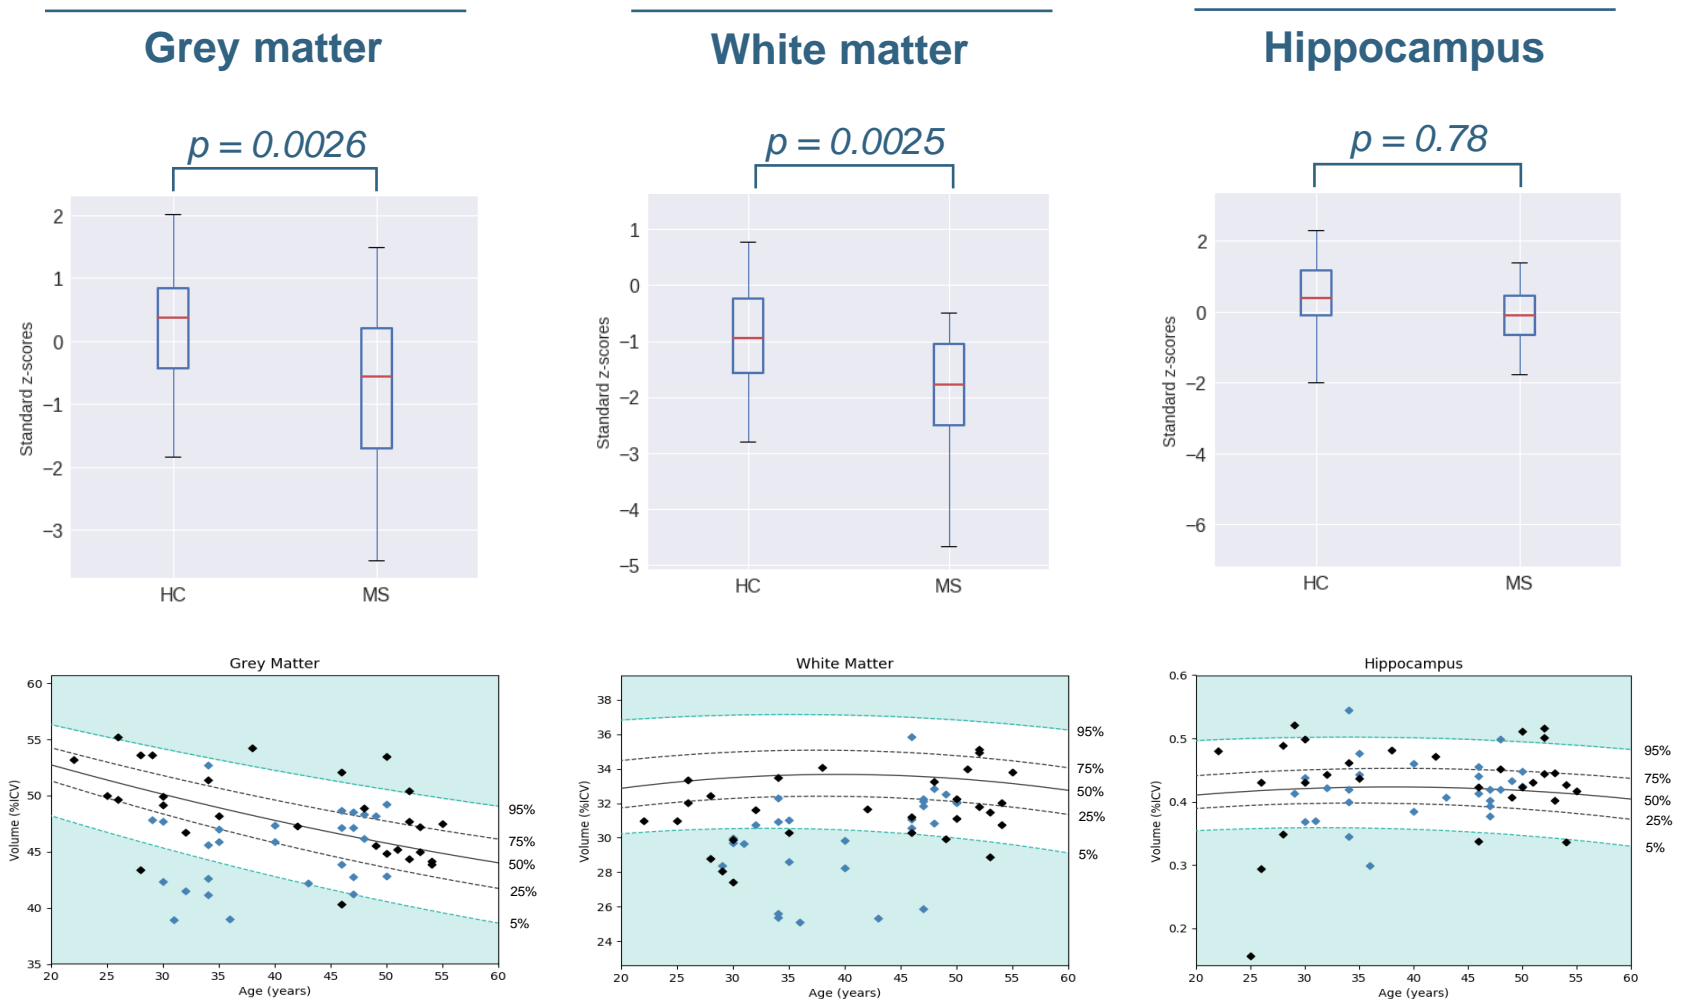 Grey matter
White matter
Hippocampus
p = 0.0026
p = 0.0025
p = 0.78
Standard z-scores
2
1
0
−1
−2
−3
HC
MS
Standard z-scores
1
0
−1
−2
−3
−4
−5
HC
MS
Standard z-scores
2
0
−2
−4
−6
HC
MS
Grey Matter
Volume (%ICV)
60
55
50
45
40
35
95%
75%
50%
25%
5%
20 25 30 35 40 45 50 55 60
Age (years)
White Matter
Volume (%ICV)
38
36
34
32
30
28
26
24
95%
75%
50%
25%
5%
20 25 30 35 40 45 50 55 60
Age (years)
Hippocampus
Volume (%ICV)
0.6
0.5
0.4
0.3
0.2
95%
75%
50%
25%
5%
20 25 30 35 40 45 50 55 60
Age (years)